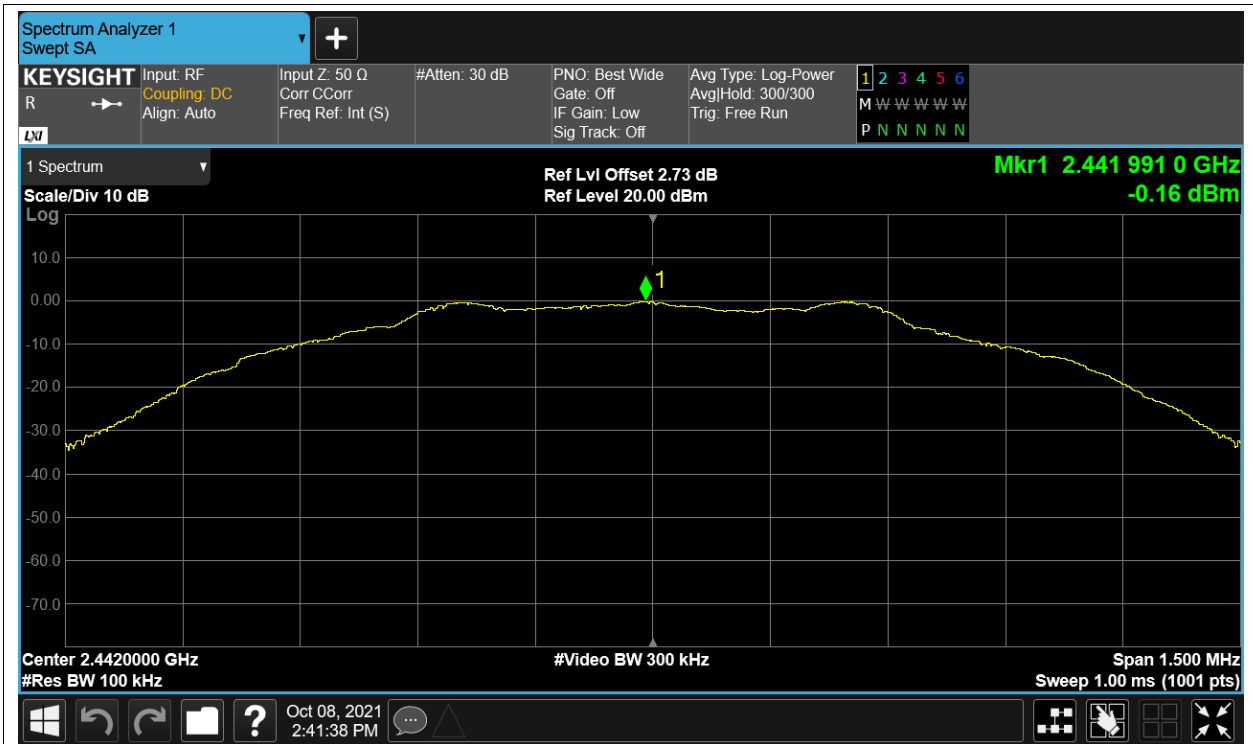 Spectrum Analyzer 1
Swept SA
▼
+
KEYSIGHT
R
LXI
Input: RF
Coupling: DC
Align: Auto
Input Z: 50 Ω
Corr CCorr
Freq Ref: Int (S)
#Atten: 30 dB
PNO: Best Wide
Gate: Off
IF Gain: Low
Sig Track: Off
Avg Type: Log-Power
Avg|Hold: 300/300
Trig: Free Run
1 2 3 4 5 6
M W W W W W
P N N N N N
1 Spectrum
▼
Scale/Div 10 dB
Log
Ref Lvl Offset 2.73 dB
Ref Level 20.00 dBm
Mkr1 2.441 991 0 GHz
-0.16 dBm
1
10.0
0.00
-10.0
-20.0
-30.0
-40.0
-50.0
-60.0
-70.0
Center 2.4420000 GHz
#Res BW 100 kHz
#Video BW 300 kHz
Span 1.500 MHz
Sweep 1.00 ms (1001 pts)
?
Oct 08, 2021
2:41:38 PM